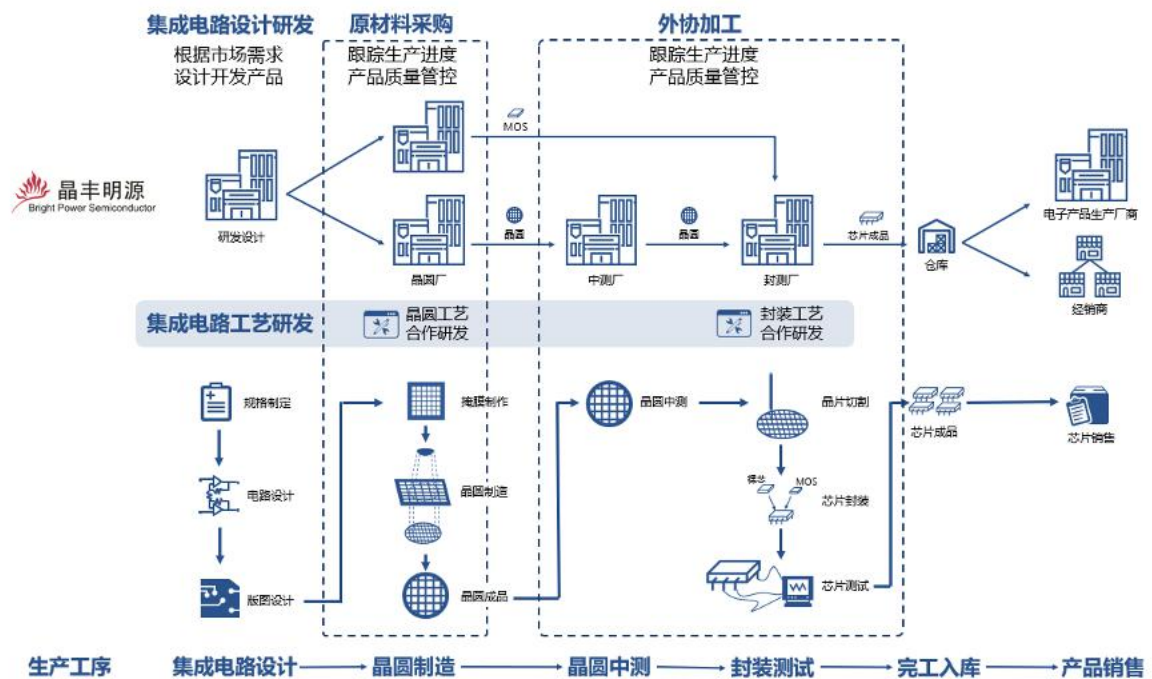 集成电路设计研发
根据市场需求
设计开发产品
原材料采购
跟踪生产进度
产品质量管控
外协加工
跟踪生产进度
产品质量管控
MOS
晶丰明源
Bright Power Semiconductor
研发设计
晶圆厂
晶圆
中测厂
晶圆
封测厂
芯片成品
仓库
电子产品生产厂商
经销商
集成电路工艺研发
晶圆工艺
合作研发
封装工艺
合作研发
规格制定
电路设计
版图设计
掩膜制作
晶圆制造
晶圆成品
晶圆中测
晶片切割
裸芯
MOS
芯片封装
芯片测试
芯片成品
芯片销售
生产工序
集成电路设计
晶圆制造
晶圆中测
封装测试
完工入库
产品销售